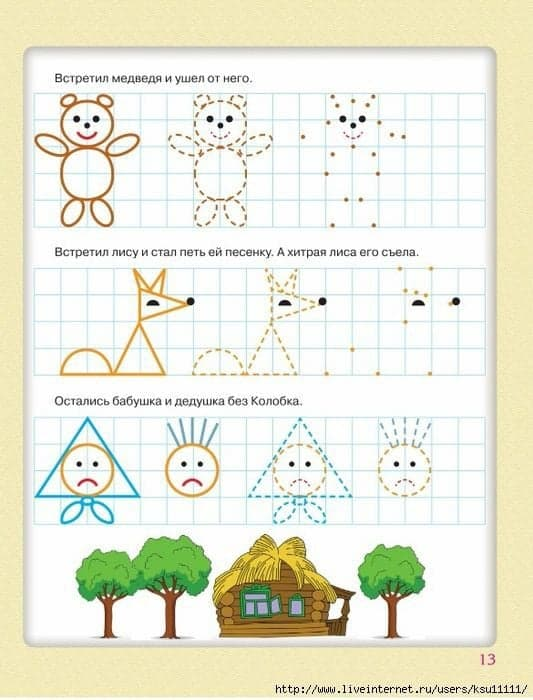 Встретил медведя и ушел от него.
Встретил лису и стал петь ей песенку. А хитрая лиса его съела.
Остались бабушка и дедушка без Колобка.
13
http://www.liveinternet.ru/users/ksu11111/